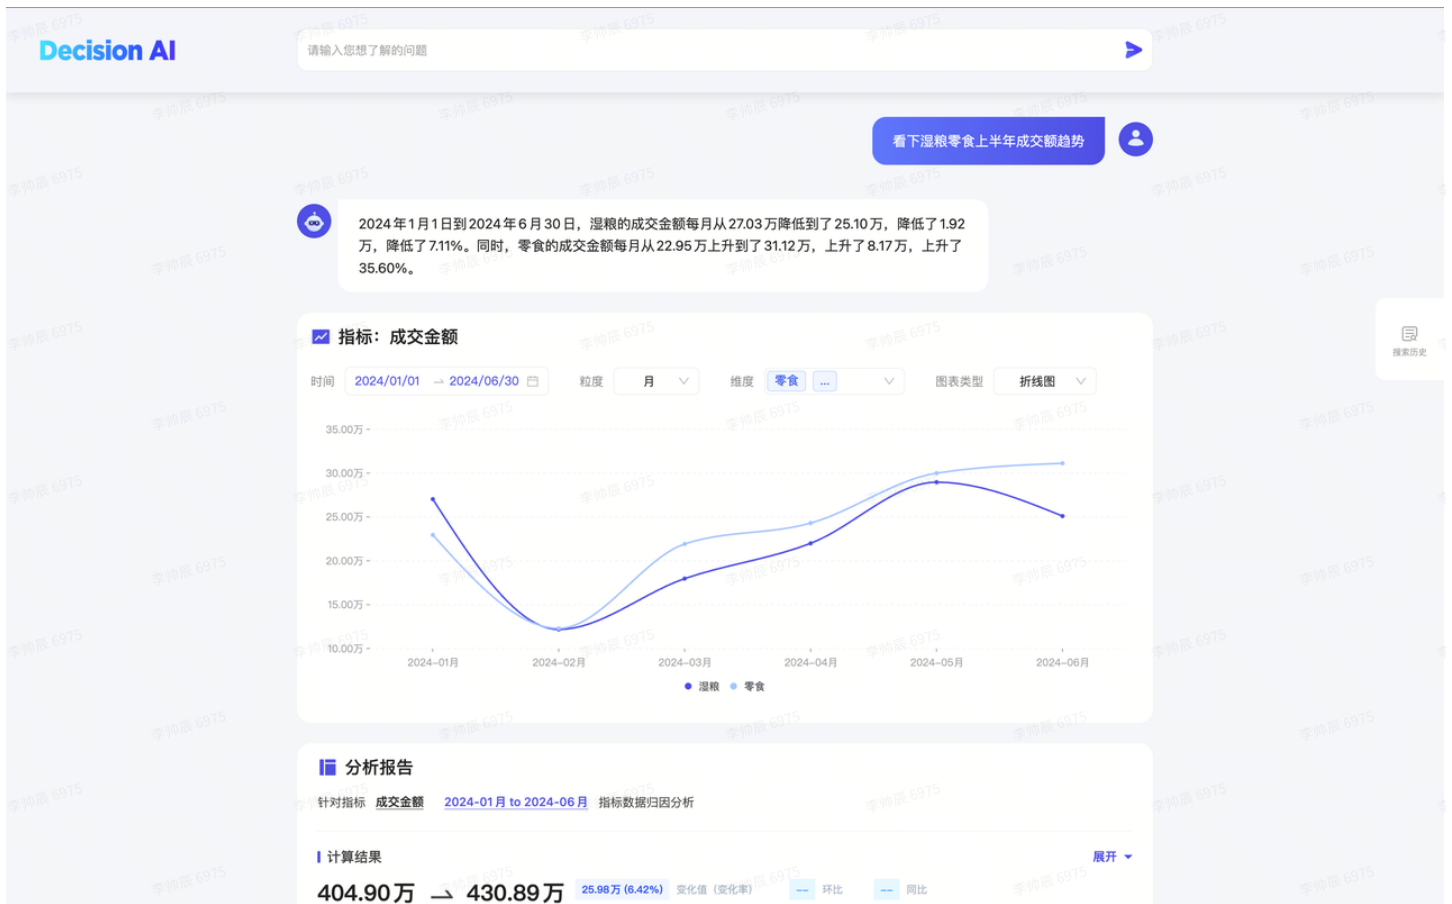 Decision AI
请输入您想了解的问题
看下湿粮零食上半年成交额趋势
2024年1月1日到2024年6月30日，湿粮的成交金额每月从27.03万降低到了25.10万，降低了1.92
万，降低了7.11%。同时，零食的成交金额每月从22.95万上升到了31.12万，上升了8.17万，上升了
35.60%。
搜索历史
指标：成交金额
时间 2024/01/01 → 2024/06/30 粒度 月 维度 零食 ... 图表类型 折线图
35.00万
30.00万
25.00万
20.00万
15.00万
10.00万
2024-01月 2024-02月 2024-03月 2024-04月 2024-05月 2024-06月
湿粮 零食
分析报告
针对指标 成交金额 2024-01月 to 2024-06月 指标数据归因分析
计算结果 展开
404.90万 → 430.89万 25.98万 (6.42%) 变化值（变化率） -- 环比 -- 同比
李帅辰 6975